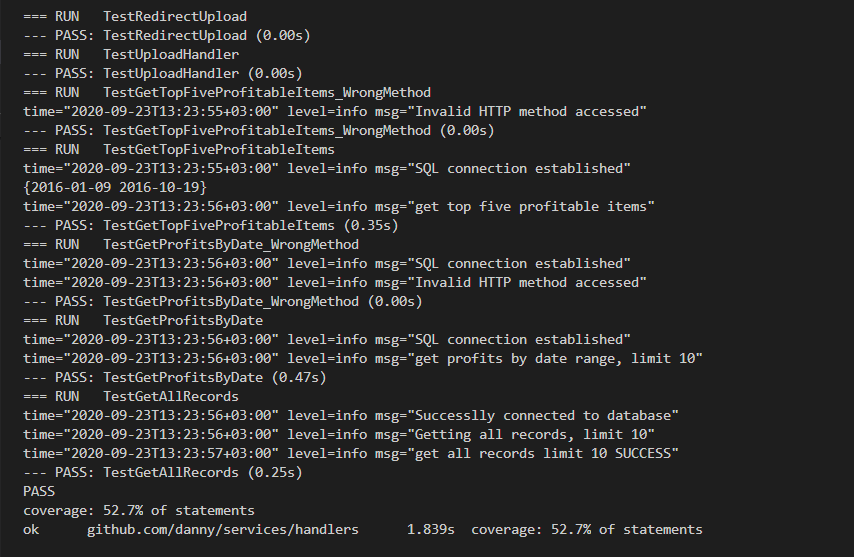 === RUN   TestRedirectUpload
--- PASS: TestRedirectUpload (0.00s)
=== RUN   TestUploadHandler
--- PASS: TestUploadHandler (0.00s)
=== RUN   TestGetTopFiveProfitableItems_WrongMethod
time="2020-09-23T13:23:55+03:00" level=info msg="Invalid HTTP method accessed"
--- PASS: TestGetTopFiveProfitableItems_WrongMethod (0.00s)
=== RUN   TestGetTopFiveProfitableItems
time="2020-09-23T13:23:55+03:00" level=info msg="SQL connection established"
{2016-01-09 2016-10-19}
time="2020-09-23T13:23:56+03:00" level=info msg="get top five profitable items"
--- PASS: TestGetTopFiveProfitableItems (0.35s)
=== RUN   TestGetProfitsByDate_WrongMethod
time="2020-09-23T13:23:56+03:00" level=info msg="SQL connection established"
time="2020-09-23T13:23:56+03:00" level=info msg="Invalid HTTP method accessed"
--- PASS: TestGetProfitsByDate_WrongMethod (0.00s)
=== RUN   TestGetProfitsByDate
time="2020-09-23T13:23:56+03:00" level=info msg="SQL connection established"
time="2020-09-23T13:23:56+03:00" level=info msg="get profits by date range, limit 10"
--- PASS: TestGetProfitsByDate (0.47s)
=== RUN   TestGetAllRecords
time="2020-09-23T13:23:56+03:00" level=info msg="Successlly connected to database"
time="2020-09-23T13:23:56+03:00" level=info msg="Getting all records, limit 10"
time="2020-09-23T13:23:57+03:00" level=info msg="get all records limit 10 SUCCESS"
--- PASS: TestGetAllRecords (0.25s)
PASS
coverage: 52.7% of statements
ok      github.com/danny/services/handlers      1.839s  coverage: 52.7% of statements